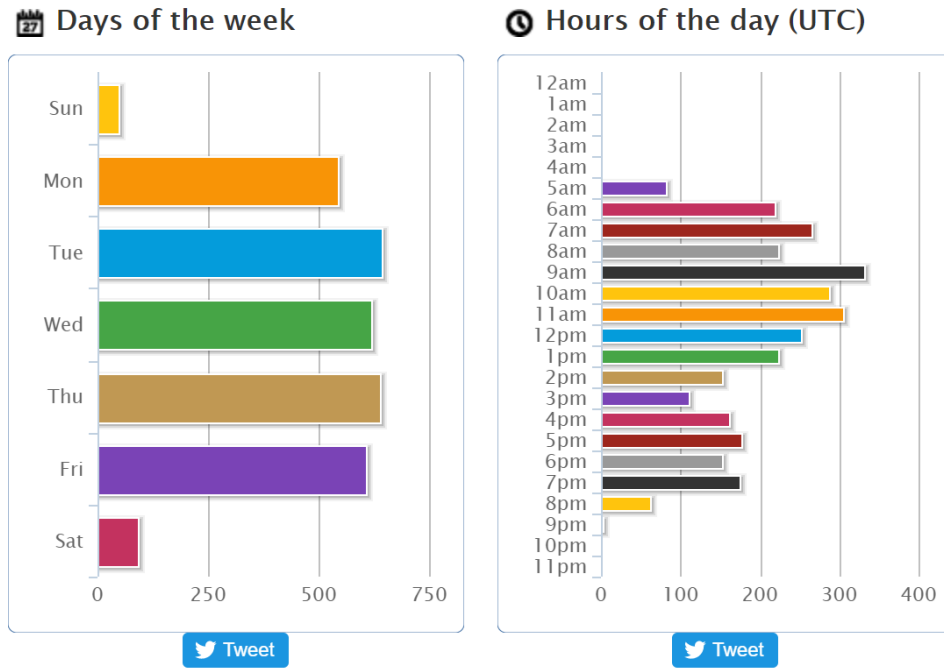 27 Days of the week
Sun
Mon
Tue
Wed
Thu
Fri
Sat
0 250 500 750
Tweet
Hours of the day (UTC)
12am
1am
2am
3am
4am
5am
6am
7am
8am
9am
10am
11am
12pm
1pm
2pm
3pm
4pm
5pm
6pm
7pm
8pm
9pm
10pm
11pm
0 100 200 300 400
Tweet